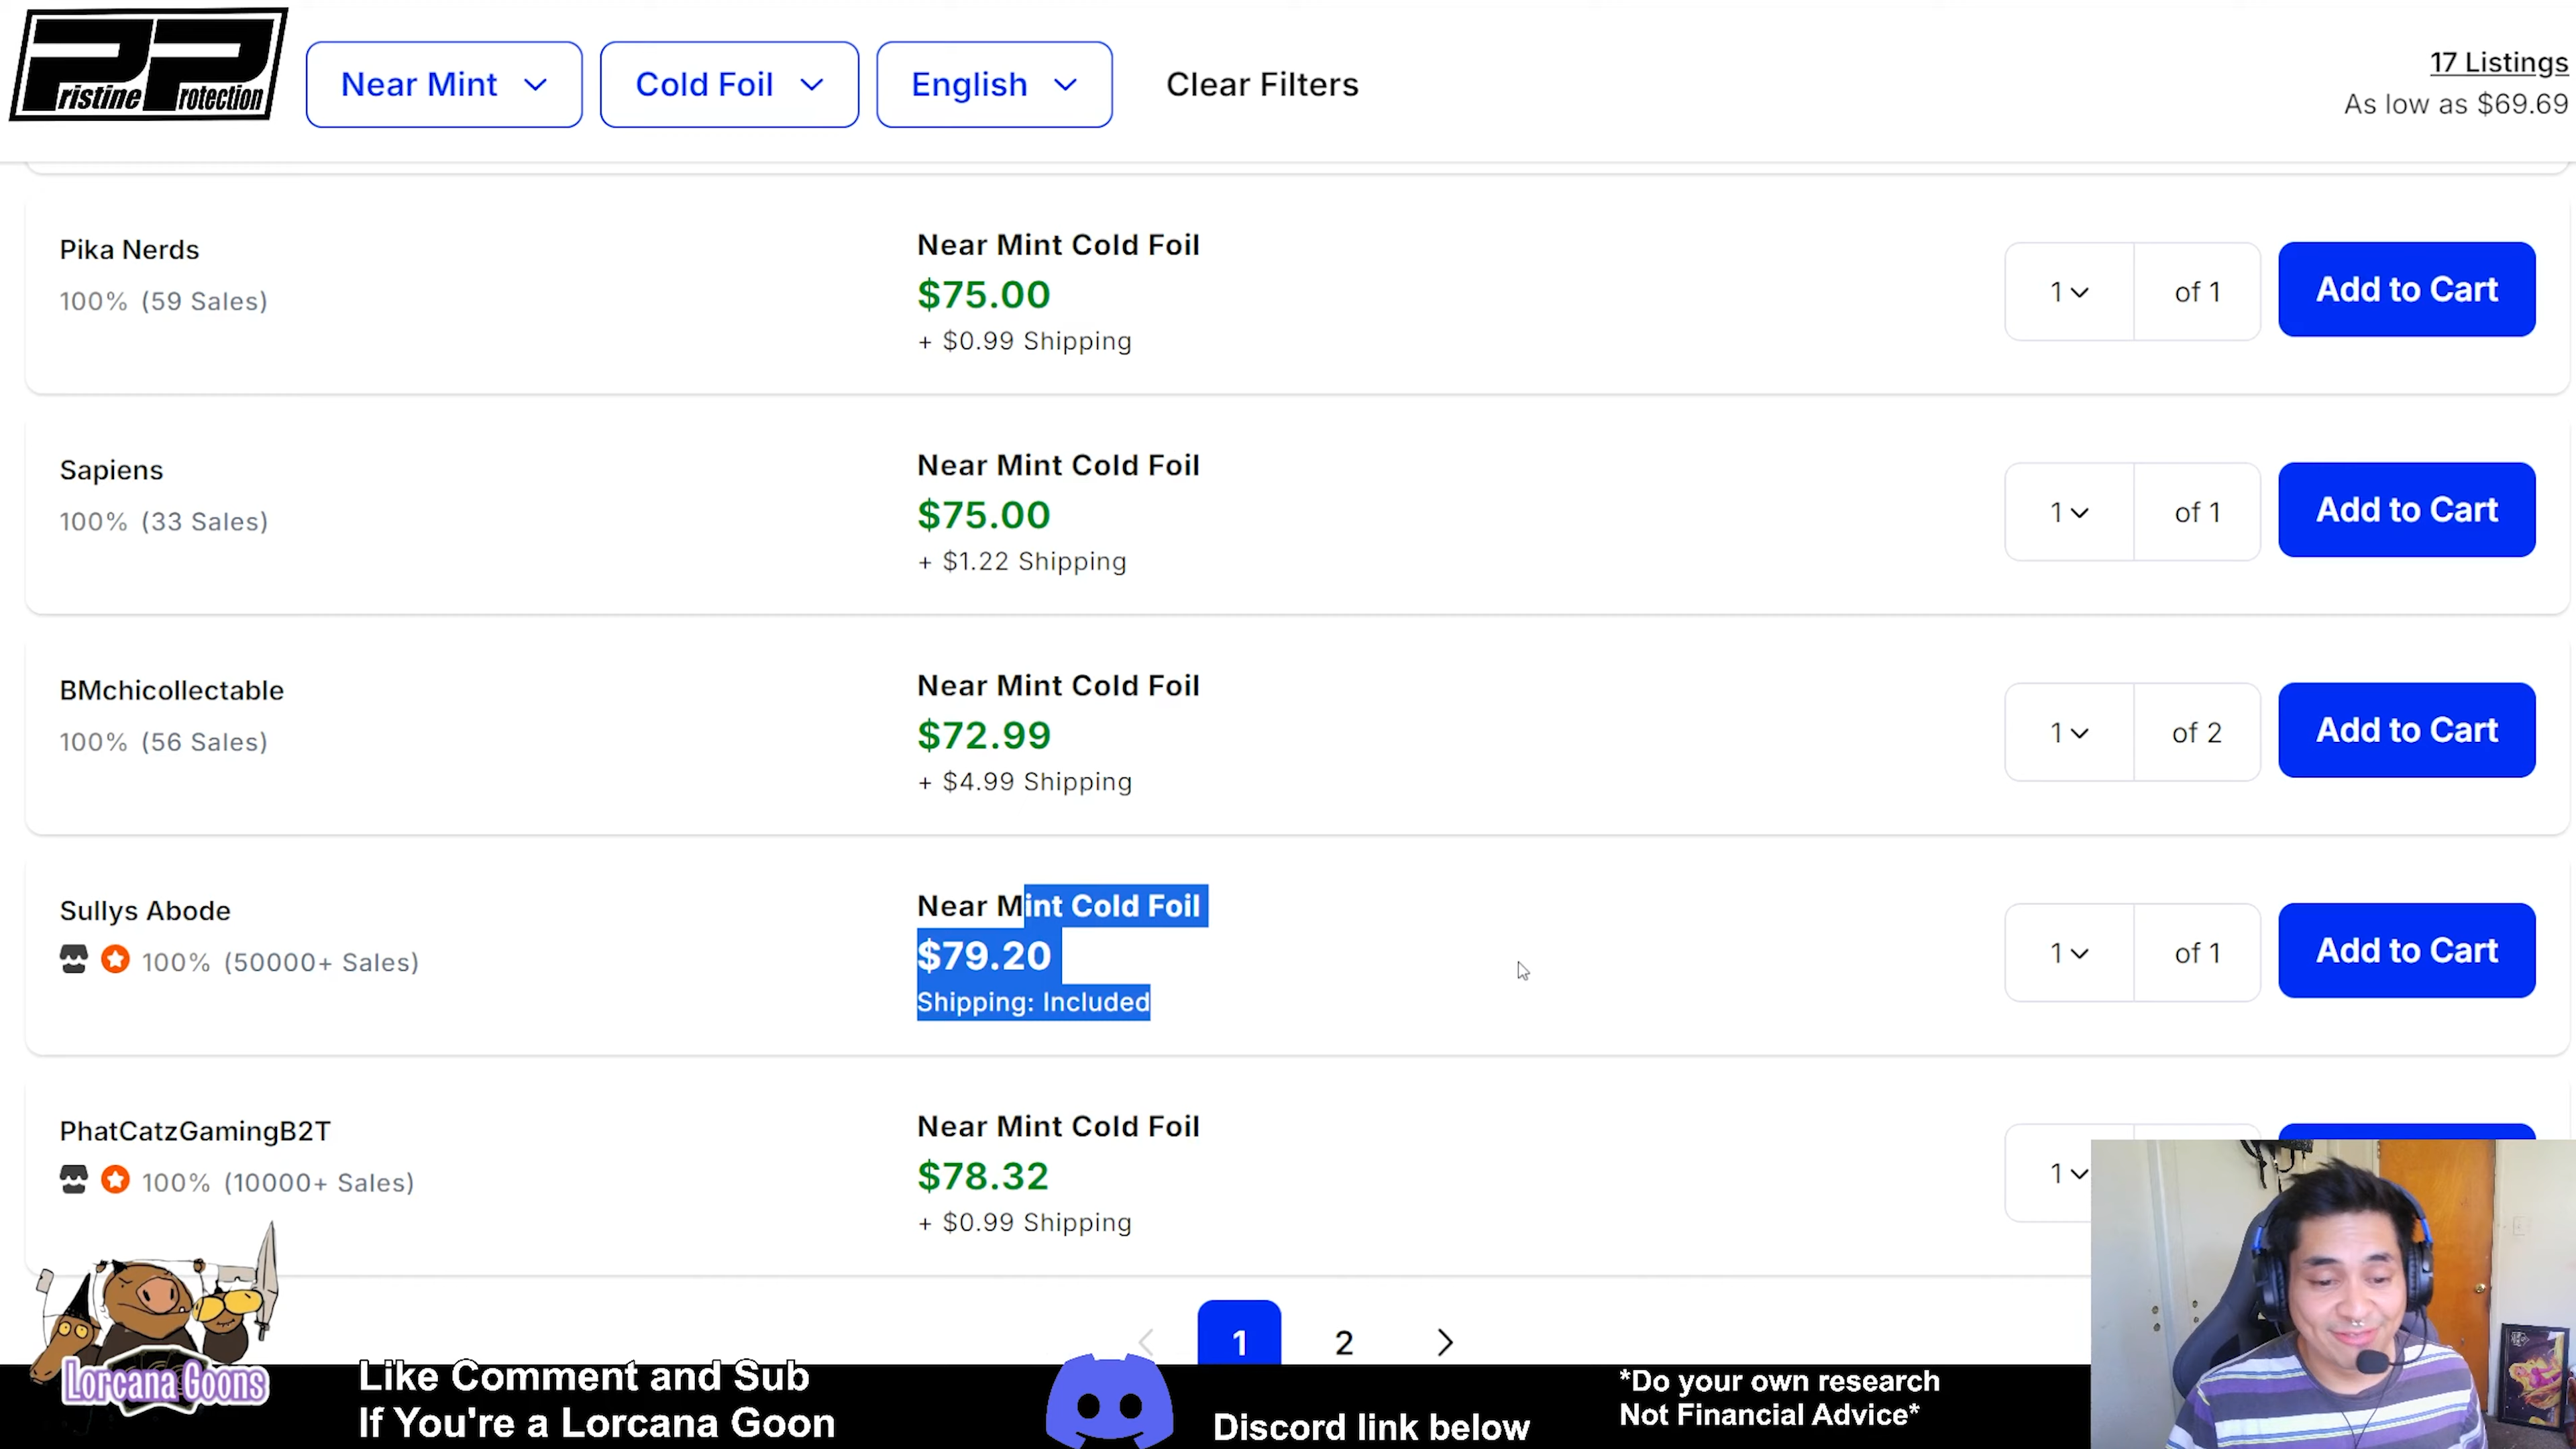 Pristine Protection
Near Mint
Cold Foil
English
Clear Filters
17 Listings
As low as $69.69
Pika Nerds
100% (59 Sales)
Near Mint Cold Foil
$75.00
+ $0.99 Shipping
1
of 1
Add to Cart
Sapiens
100% (33 Sales)
Near Mint Cold Foil
$75.00
+ $1.22 Shipping
1
of 1
Add to Cart
BMchicollectable
100% (56 Sales)
Near Mint Cold Foil
$72.99
+ $4.99 Shipping
1
of 2
Add to Cart
Sullys Abode
100% (50000+ Sales)
Near Mint Cold Foil
$79.20
Shipping: Included
1
of 1
Add to Cart
PhatCatzGamingB2T
100% (10000+ Sales)
Near Mint Cold Foil
$78.32
+ $0.99 Shipping
1
1
2
Lorcana Goons
Like Comment and Sub
If You're a Lorcana Goon
Discord link below
*Do your own research
Not Financial Advice*